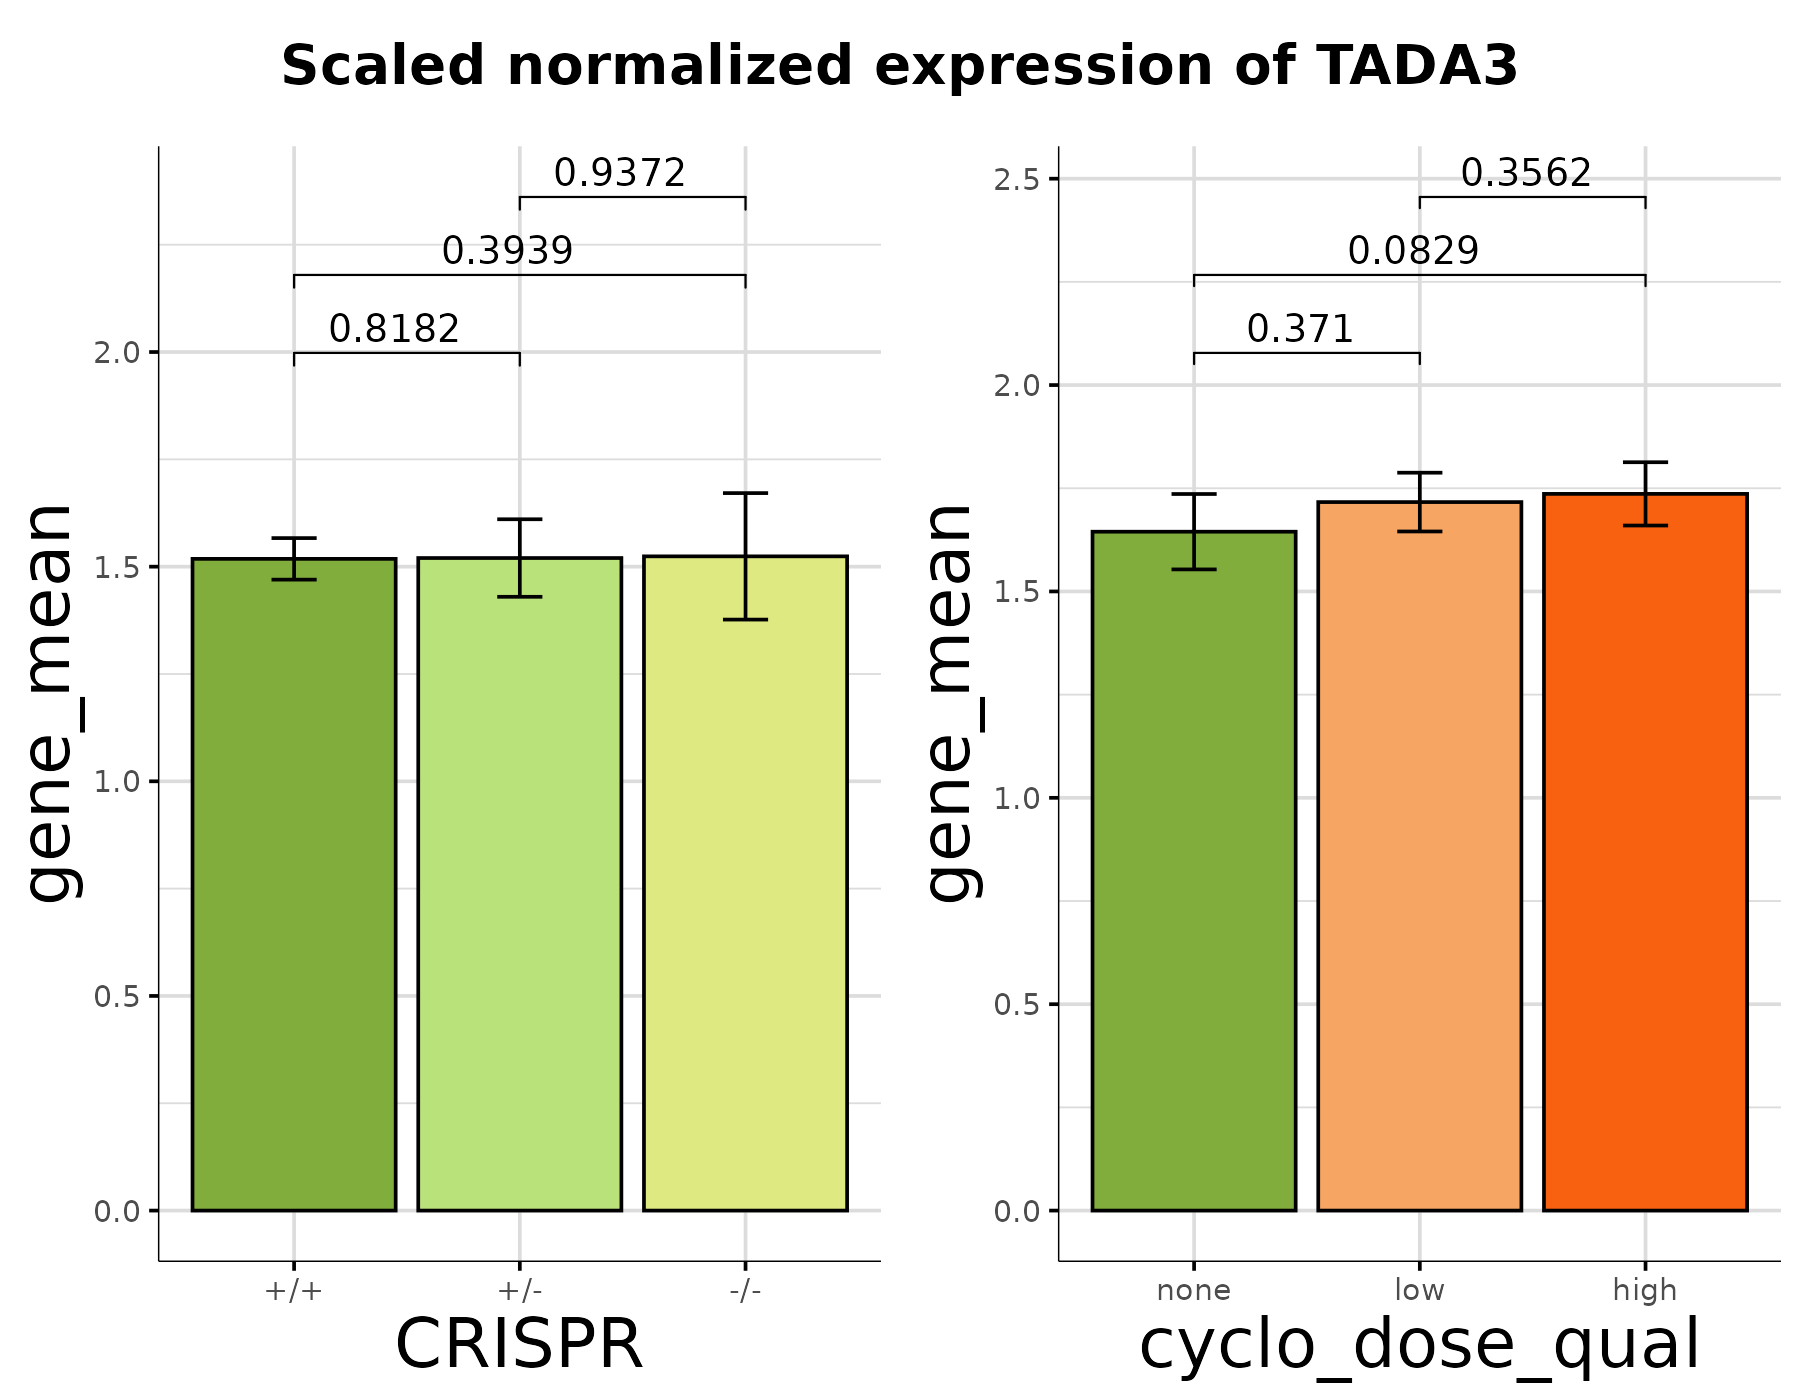 Scaled normalized expression of TADA3
gene_mean
2.0
1.5
1.0
0.5
0.0
0.9372
0.3939
0.8182
+/+
+/-
-/-
CRISPR
gene_mean
2.5
2.0
1.5
1.0
0.5
0.0
0.3562
0.0829
0.371
none
low
high
cyclo_dose_qual